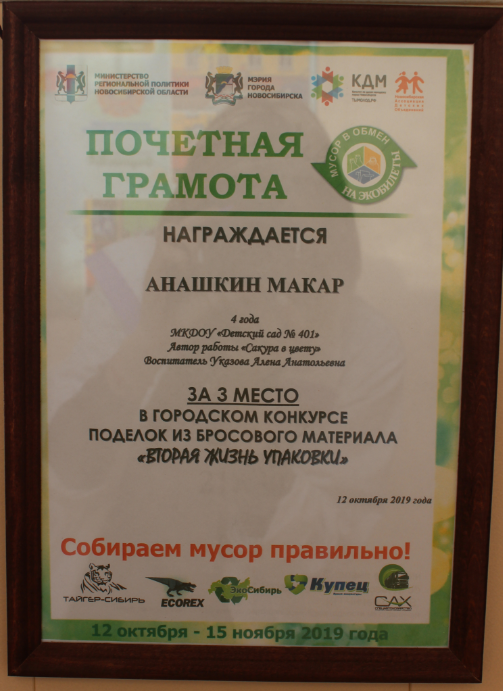 МИНИСТЕРСТВО
РЕГИОНАЛЬНОЙ ПОЛИТИКИ
НОВОСИБИРСКОЙ ОБЛАСТИ
МЭРИЯ
ГОРОДА
НОВОСИБИРСКА
КДМ
ПОЧЕТНАЯ
ГРАМОТА
МУСОР В ОБМЕН
НА ЭКОБИЛЕТЫ
НАГРАЖДАЕТСЯ
АНАШКИН МАКАР
4 года
МКДОУ «Детский сад № 401»
Автор работы «Сакура в цвету»
Воспитатель Указова Алена Анатольевна
ЗА 3 МЕСТО
В ГОРОДСКОМ КОНКУРСЕ
ПОДЕЛОК ИЗ БРОСОВОГО МАТЕРИАЛА
«ВТОРАЯ ЖИЗНЬ УПАКОВКИ»
12 октября 2019 года
Собираем мусор правильно!
ТАЙГЕР-СИБИРЬ
ECOREX
ЭкоСибирь
Купец
САХ
12 октября - 15 ноября 2019 года